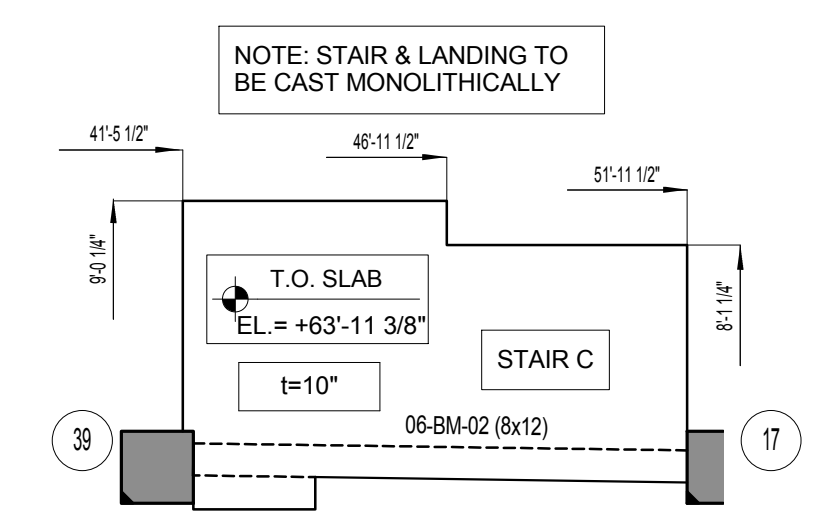 NOTE: STAIR & LANDING TO
BE CAST MONOLITHICALLY
41'-5 1/2"
46'-11 1/2"
51'-11 1/2"
9'-0 1/4"
8'-1 1/4"
T.O. SLAB
EL.= +63'-11 3/8"
STAIR C
t=10"
06-BM-02 (8x12)
39
17